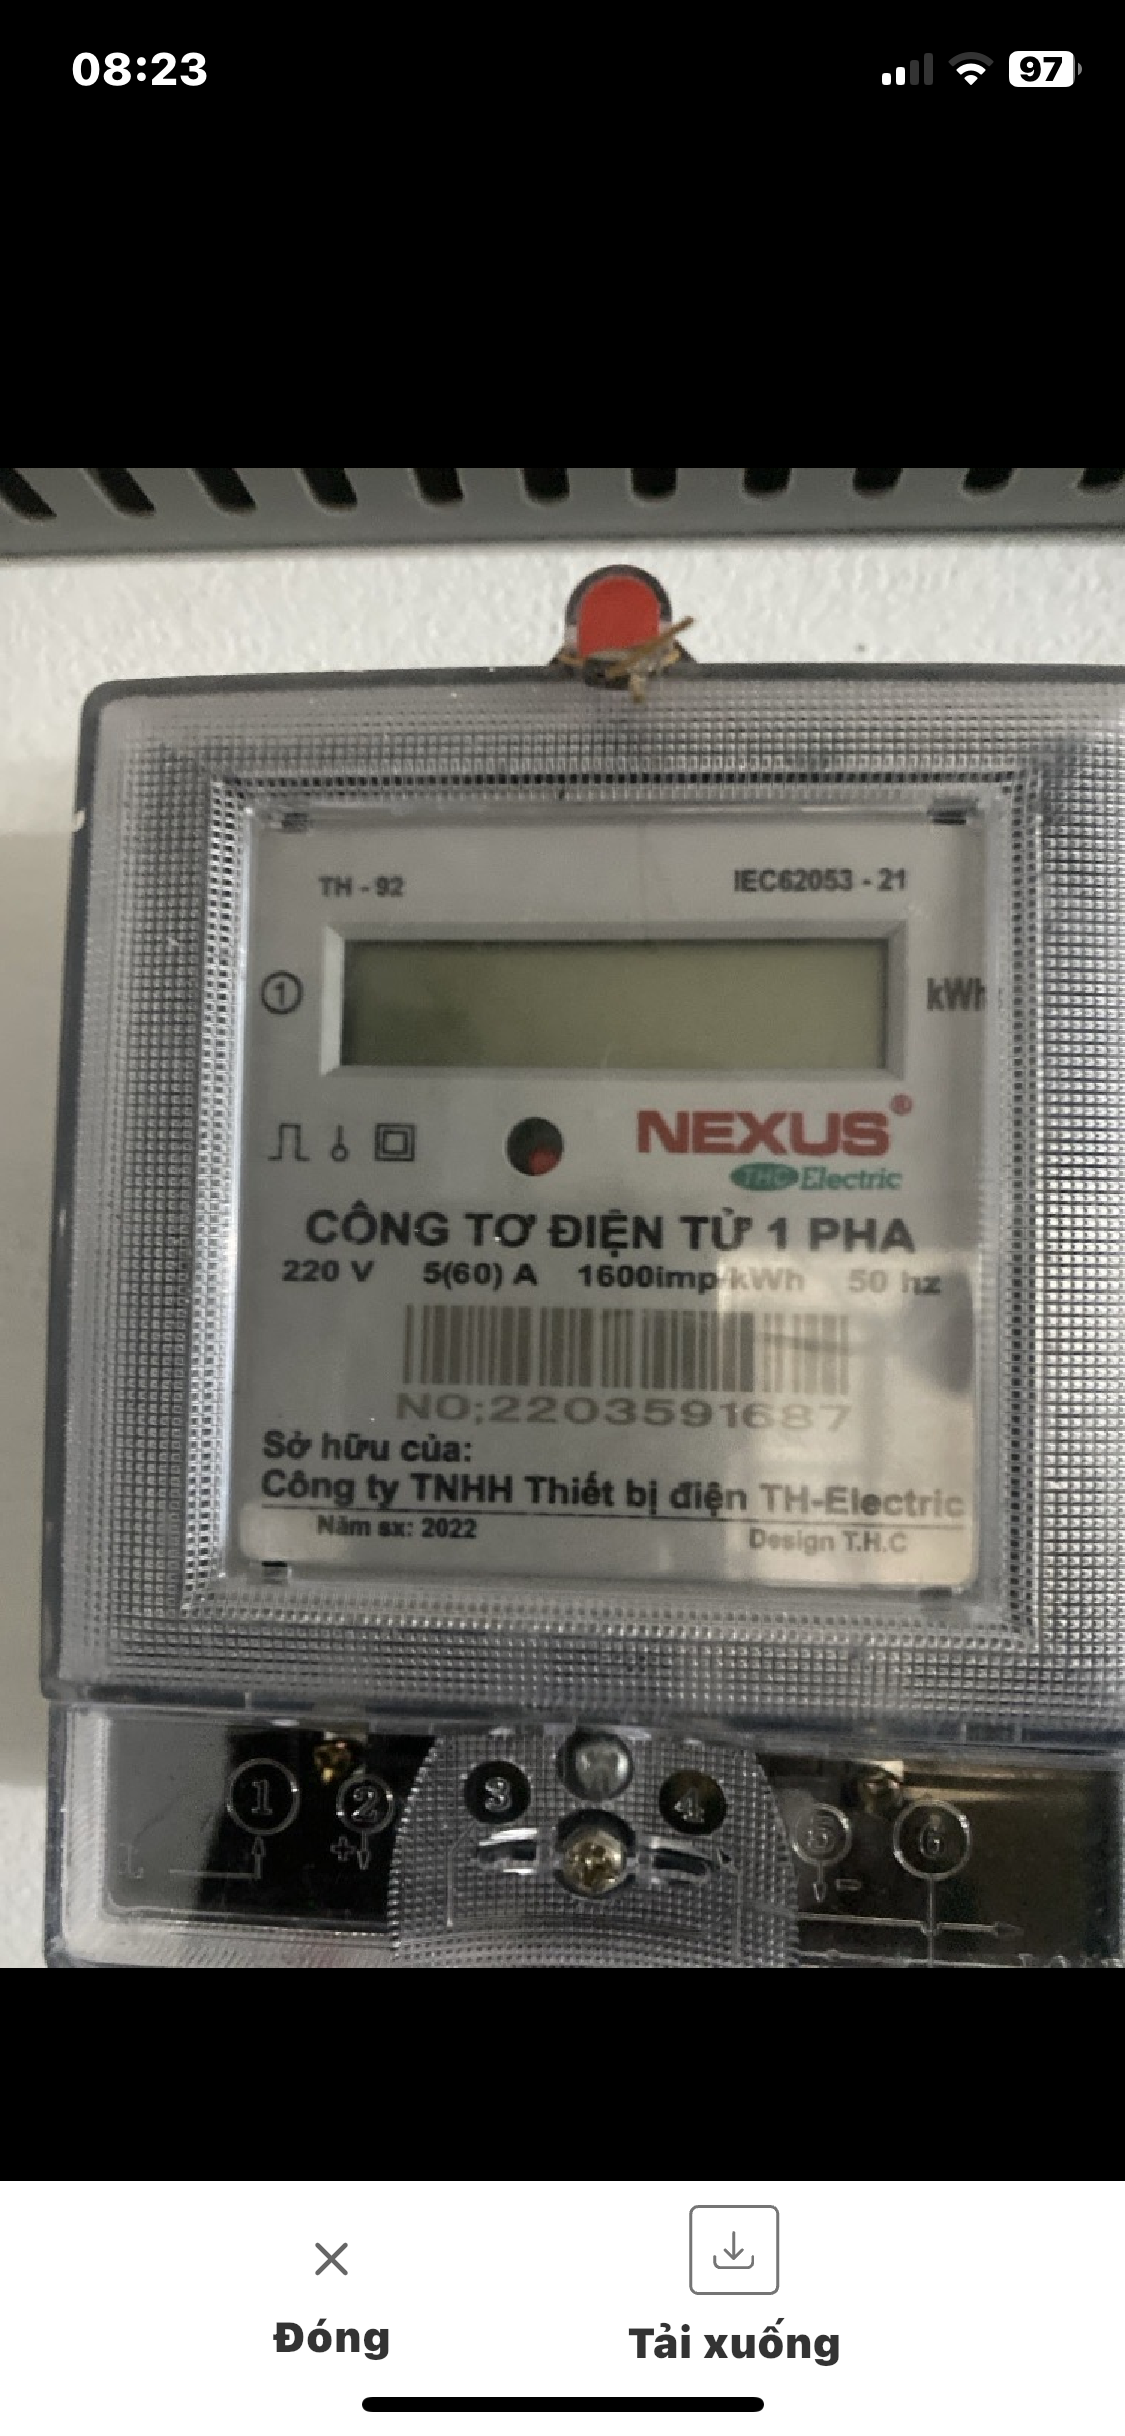 08:23
97
TH - 92
IEC62053 - 21
1
kWh
NEXUS®
THC Electric
CÔNG TƠ ĐIỆN TỬ 1 PHA
220 V 5(60) A 1600imp/kWh 50 hz
NO;2203591687
Sở hữu của:
Công ty TNHH Thiết bị điện TH-Electric
Năm sx: 2022
Design T.H.C
1 2 3 4 5 6
+ -
L
Đóng
Tải xuống